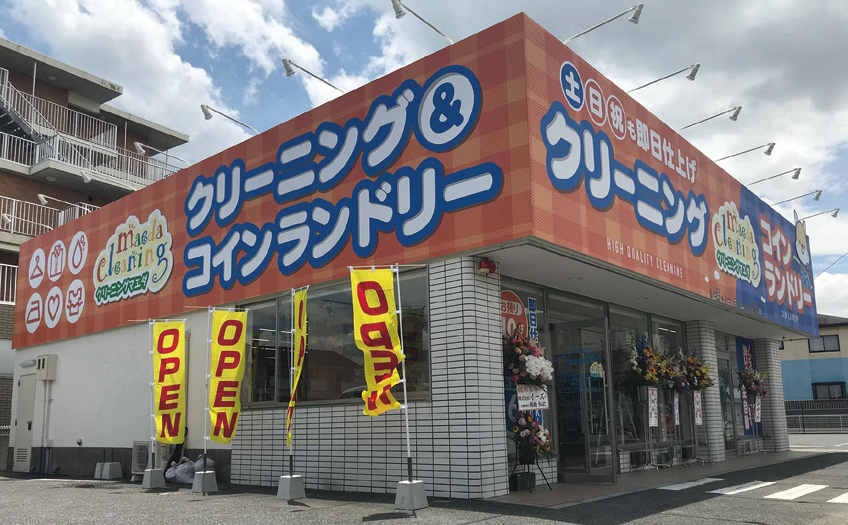 maeda
cleaning
クリーニングマエダ
クリーニング&
コインランドリー
土日祝も即日仕上げ
クリーニング
HIGH QUALITY CLEANING
maeda
cleaning
クリーニングマエダ
コイン
ランドリー
COIN LAUNDRY
OPEN
OPEN
OPEN